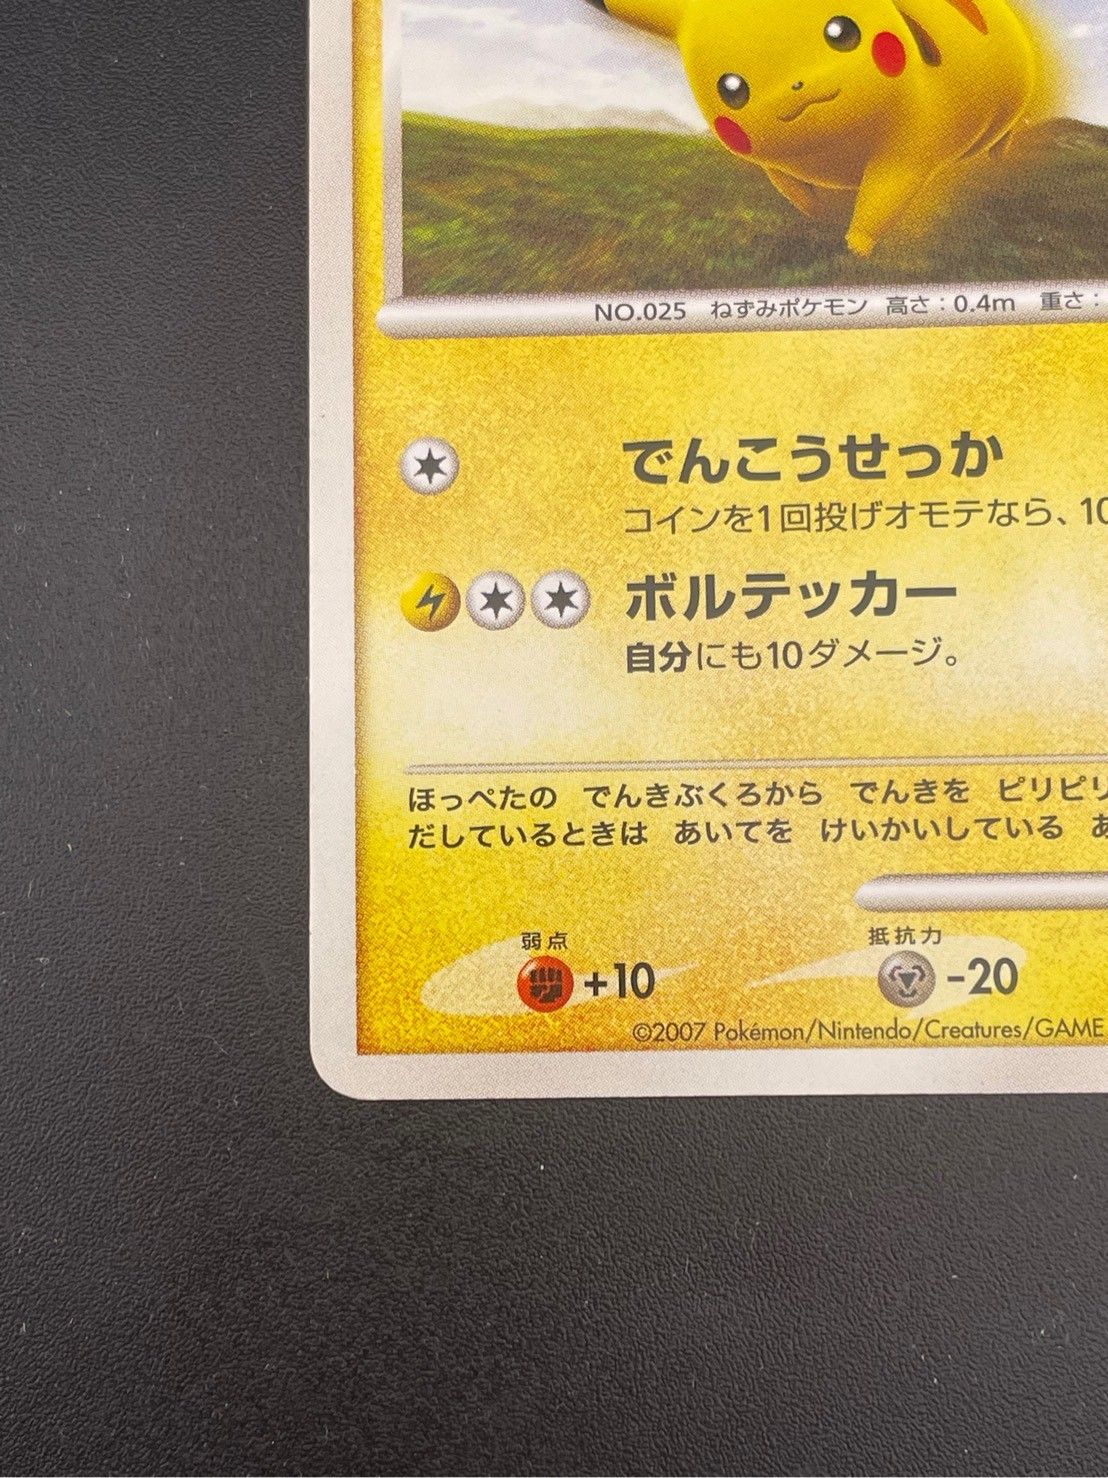 NO.025 ねずみポケモン 高さ：0.4m 重さ：
でんこうせっか
コインを1回投げオモテなら、10
ボルテッカー
自分にも10ダメージ。
ほっぺたの でんきぶくろから でんきを ピリピリ
だしているときは あいてを けいかいしている あ
弱点 抵抗力
+10 -20
©2007 Pokémon/Nintendo/Creatures/GAME